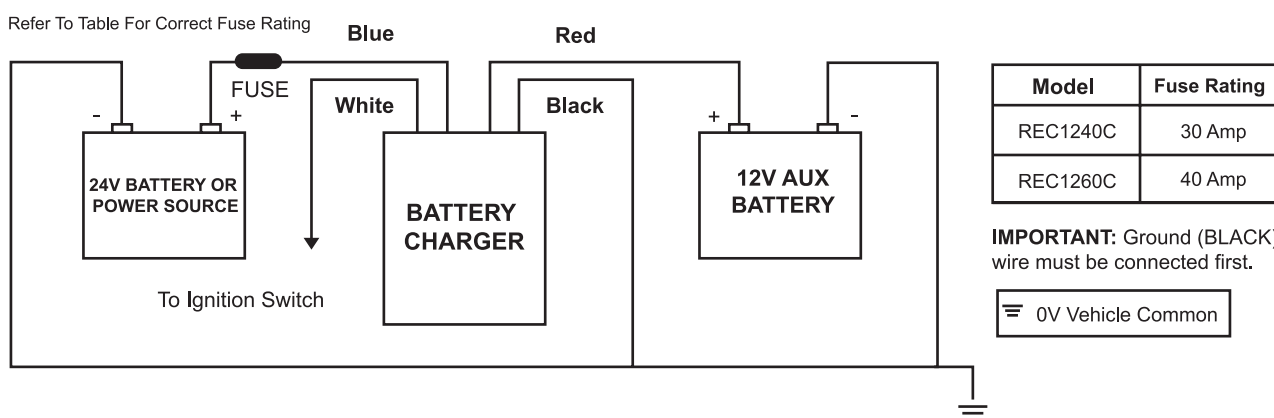 Refer To Table For Correct Fuse Rating
Blue
Red
FUSE
White
Black
-
+
+
-
24V BATTERY OR
POWER SOURCE
BATTERY
CHARGER
12V AUX
BATTERY
To Ignition Switch
Model Fuse Rating
REC1240C 30 Amp
REC1260C 40 Amp
IMPORTANT: Ground (BLACK)
wire must be connected first.
0V Vehicle Common